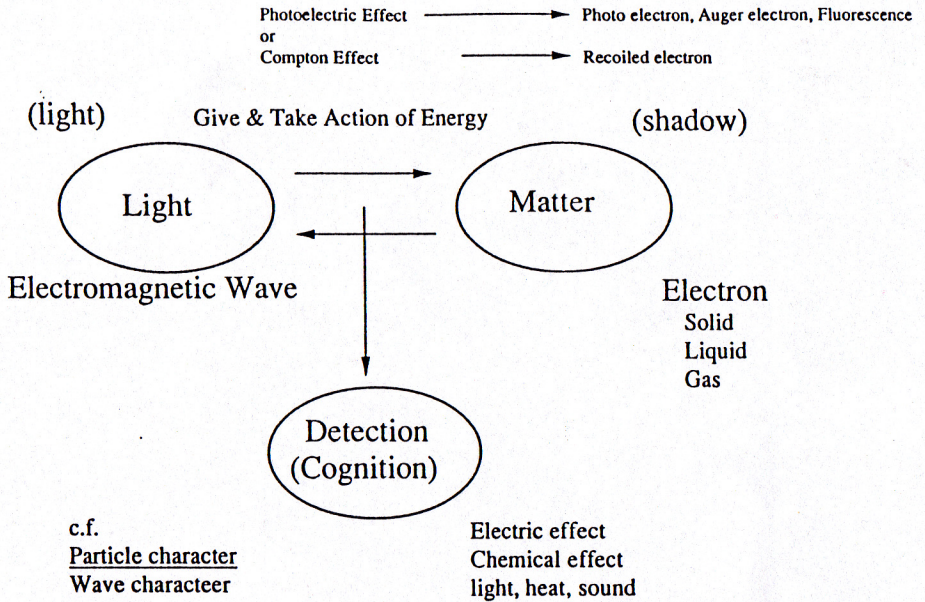 Photoelectric Effect Photo electron, Auger electron, Fluorescence
or
Compton Effect Recoiled electron
(light) Give & Take Action of Energy (shadow)
Light Matter
Electromagnetic Wave Electron
Solid
Liquid
Gas
Detection
(Cognition)
c.f. Electric effect
Particle character Chemical effect
Wave characteer light, heat, sound